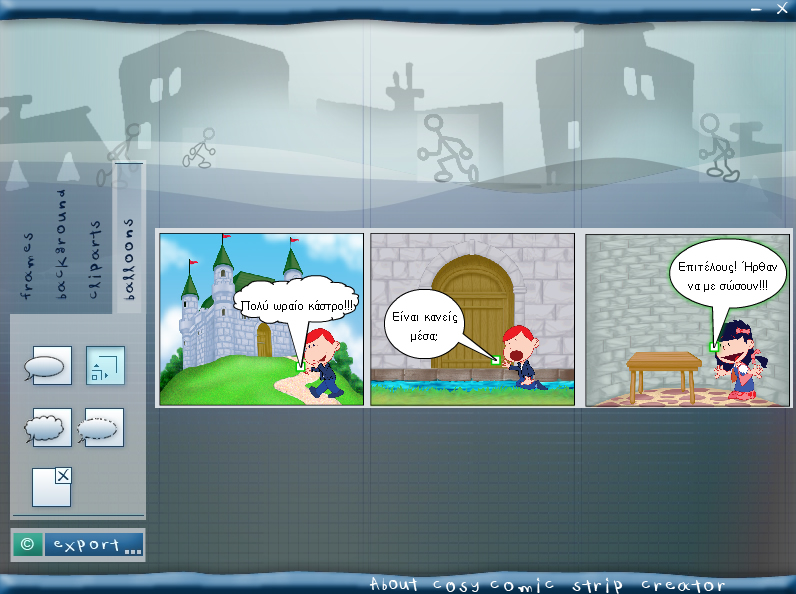 frames
background
cliparts
balloons
Πολύ ωραίο κάστρο!!!
Είναι κανείς
μέσα;
Επιτέλους! Ήρθαν
να με σώσουν!!!
© export...
About cosy comic strip creator